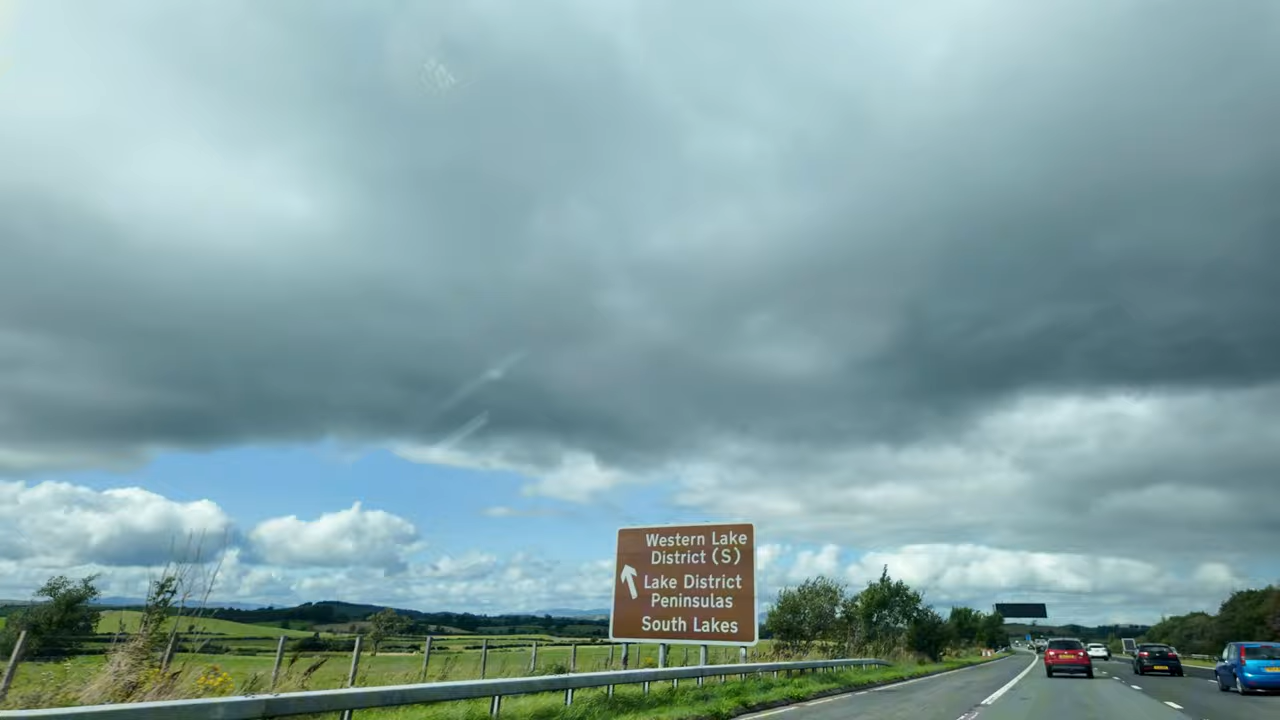 Western Lake
District (S)
Lake District
Peninsulas
South Lakes